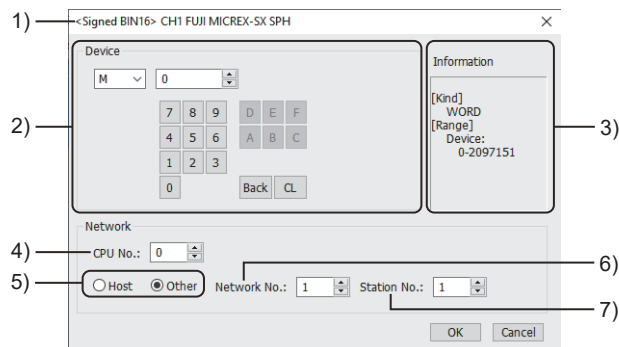 1)
<Signed BIN16> CH1 FUJI MICREX-SX SPH
Device
Information
M 0
[Kind]
WORD
[Range]
Device:
0-2097151
2)
3)
7 8 9 D E F
4 5 6 A B C
1 2 3
0 Back CL
Network
4)
CPU No.: 0
6)
5)
Host Other Network No.: 1 Station No.: 1
7)
OK Cancel